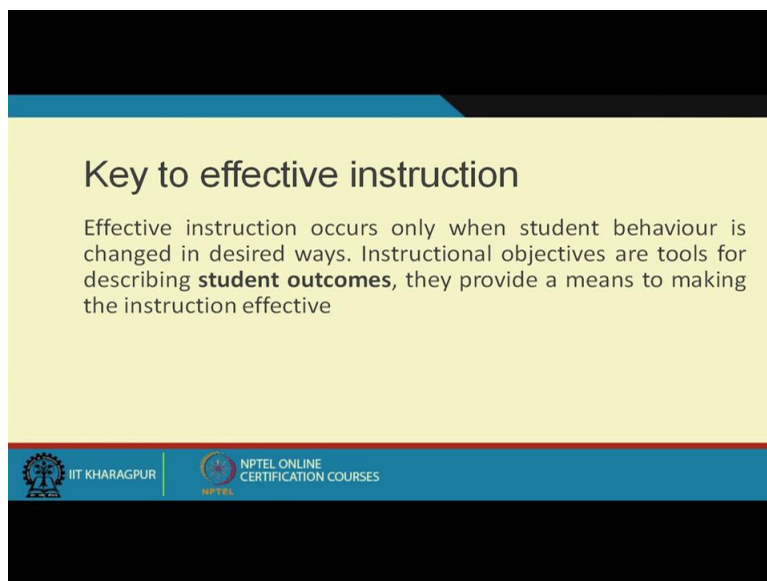 Key to effective instruction
Effective instruction occurs only when student behaviour is
changed in desired ways. Instructional objectives are tools for
describing student outcomes, they provide a means to making
the instruction effective
IIT KHARAGPUR
NPTEL ONLINE
CERTIFICATION COURSES
NPTEL